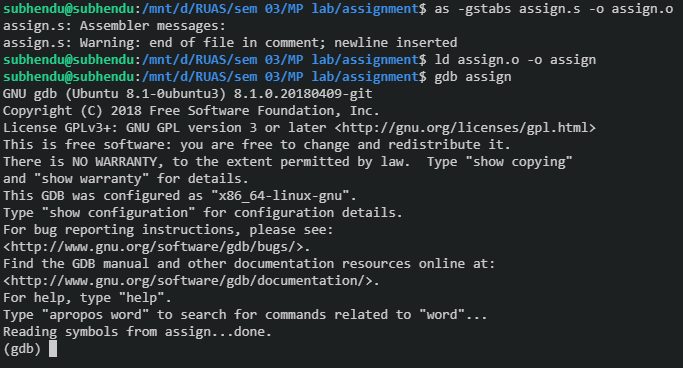 subhendu@subhendu:/mnt/d/RUAS/sem 03/MP lab/assignment$ as -gstabs assign.s -o assign.o
assign.s: Assembler messages:
assign.s: Warning: end of file in comment; newline inserted
subhendu@subhendu:/mnt/d/RUAS/sem 03/MP lab/assignment$ ld assign.o -o assign
subhendu@subhendu:/mnt/d/RUAS/sem 03/MP lab/assignment$ gdb assign
GNU gdb (Ubuntu 8.1-0ubuntu3) 8.1.0.20180409-git
Copyright (C) 2018 Free Software Foundation, Inc.
License GPLv3+: GNU GPL version 3 or later <http://gnu.org/licenses/gpl.html>
This is free software: you are free to change and redistribute it.
There is NO WARRANTY, to the extent permitted by law.  Type "show copying"
and "show warranty" for details.
This GDB was configured as "x86_64-linux-gnu".
Type "show configuration" for configuration details.
For bug reporting instructions, please see:
<http://www.gnu.org/software/gdb/bugs/>.
Find the GDB manual and other documentation resources online at:
<http://www.gnu.org/software/gdb/documentation/>.
For help, type "help".
Type "apropos word" to search for commands related to "word"...
Reading symbols from assign...done.
(gdb)